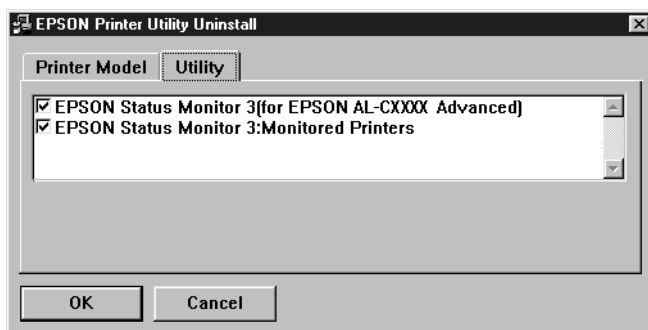 EPSON Printer Utility Uninstall
Printer Model Utility
EPSON Status Monitor 3(for EPSON AL-CXXXX Advanced)
EPSON Status Monitor 3:Monitored Printers
OK Cancel